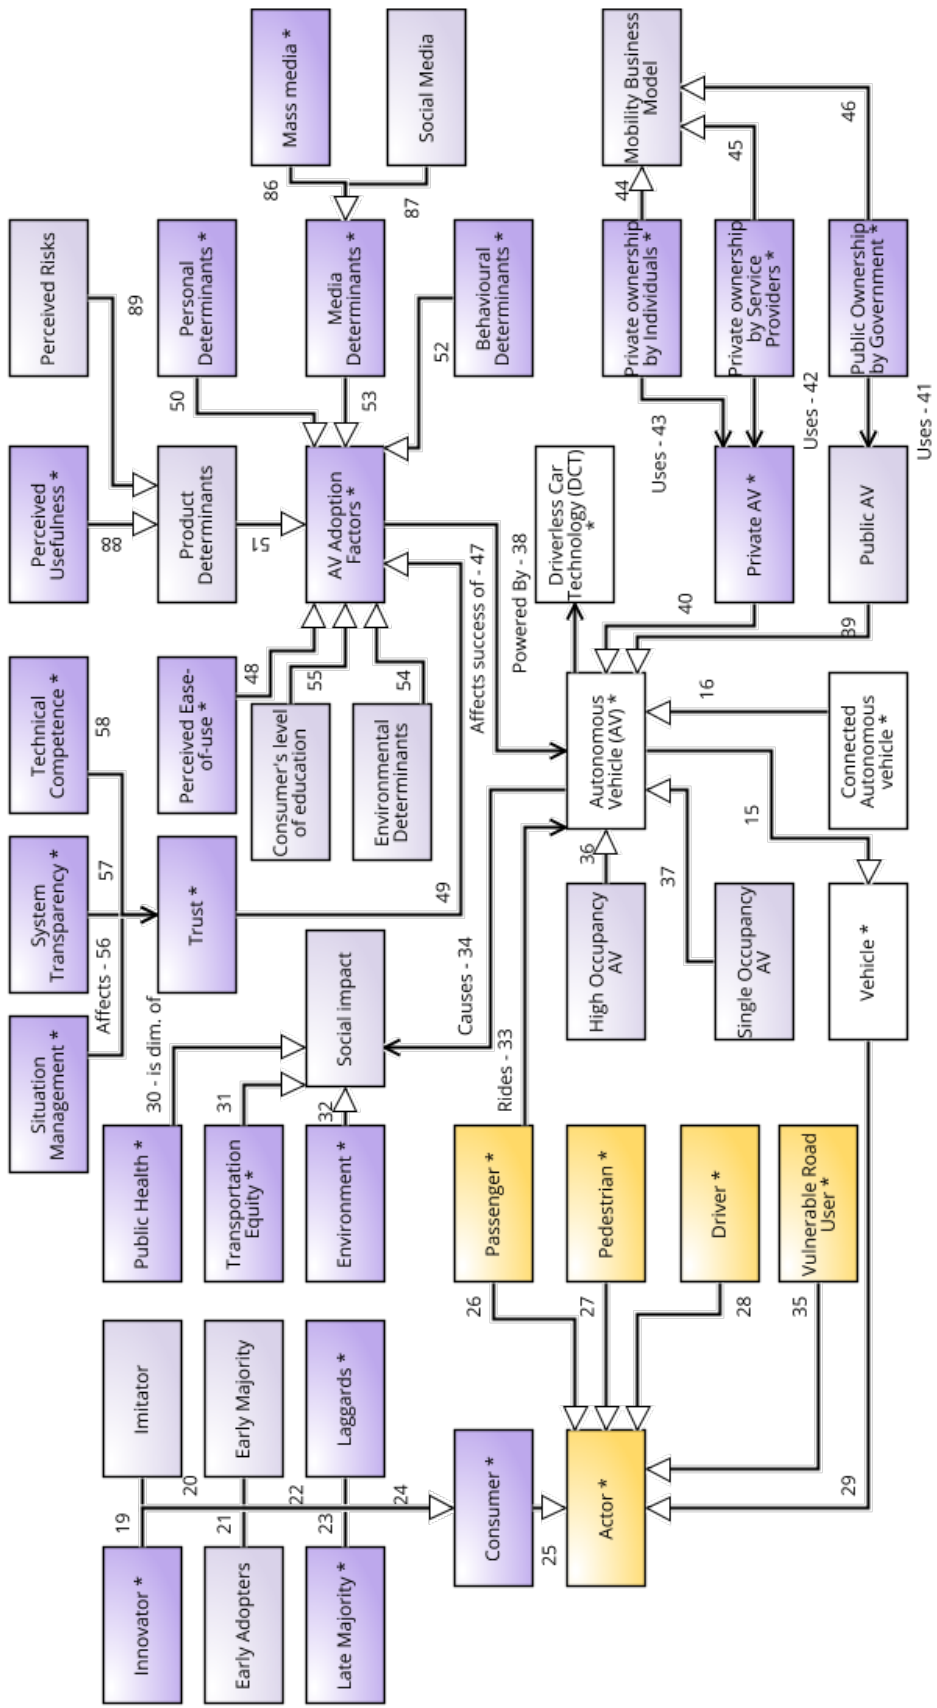 Innovator *
Imitator
Early Adopters
Early Majority
Late Majority *
Laggards *
19
20
21
22
23
24
Consumer *
25
Actor *
26
27
28
35
29
Passenger *
Pedestrian *
Driver *
Vulnerable Road
User *
Public Health *
Transportation
Equity *
Environment *
30 - is dim. of
31
32
Social impact
Situation
Management *
System
Transparency *
Technical
Competence *
Affects - 56
57
58
Trust *
49
Rides - 33
Causes - 34
High Occupancy
AV
36
Single Occupancy
AV
37
Vehicle *
15
Connected
Autonomous
vehicle *
16
Autonomous
Vehicle (AV) *
Affects success of - 47
Powered By - 38
Driverless Car
Technology (DCT)
*
Perceived Ease-
of-use *
48
Consumer's level
of education
55
Environmental
Determinants
54
AV Adoption
Factors *
51
Product
Determinants
88
Perceived
Usefulness *
89
Perceived Risks
50
Personal
Determinants *
53
Media
Determinants *
52
Behavioural
Determinants *
86
Mass media *
87
Social Media
40
Private AV *
39
Public AV
Uses - 43
Uses - 42
Uses - 41
Private ownership
by Individuals *
Private ownership
by Service
Providers *
Public Ownership
by Government *
44
45
46
Mobility Business
Model